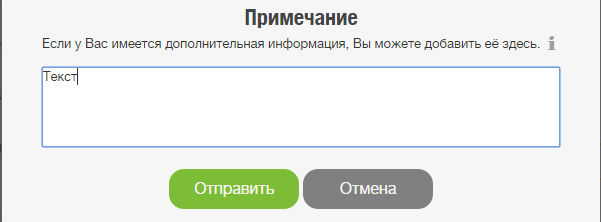 Примечание
Если у Вас имеется дополнительная информация, Вы можете добавить её здесь.
Текст
Отправить Отмена